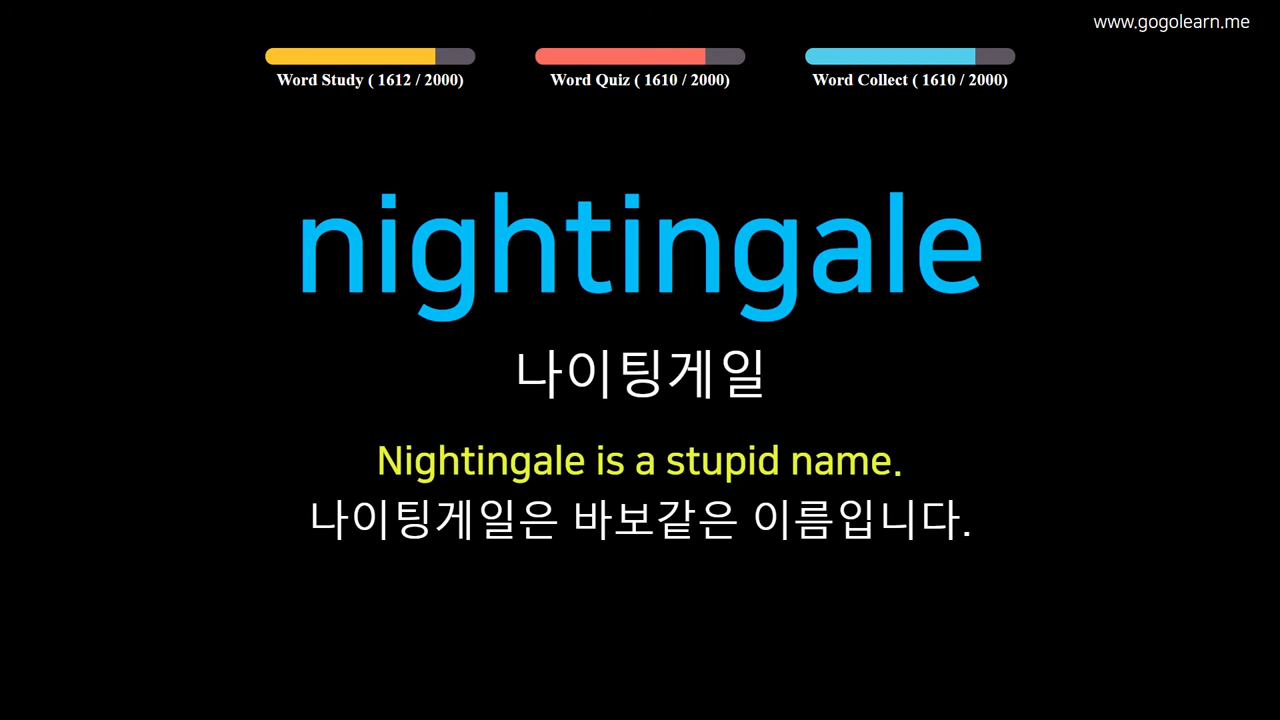 www.gogolearn.me
Word Study ( 1612 / 2000) Word Quiz ( 1610 / 2000) Word Collect ( 1610 / 2000)
nightingale
나이팅게일
Nightingale is a stupid name.
나이팅게일은 바보같은 이름입니다.